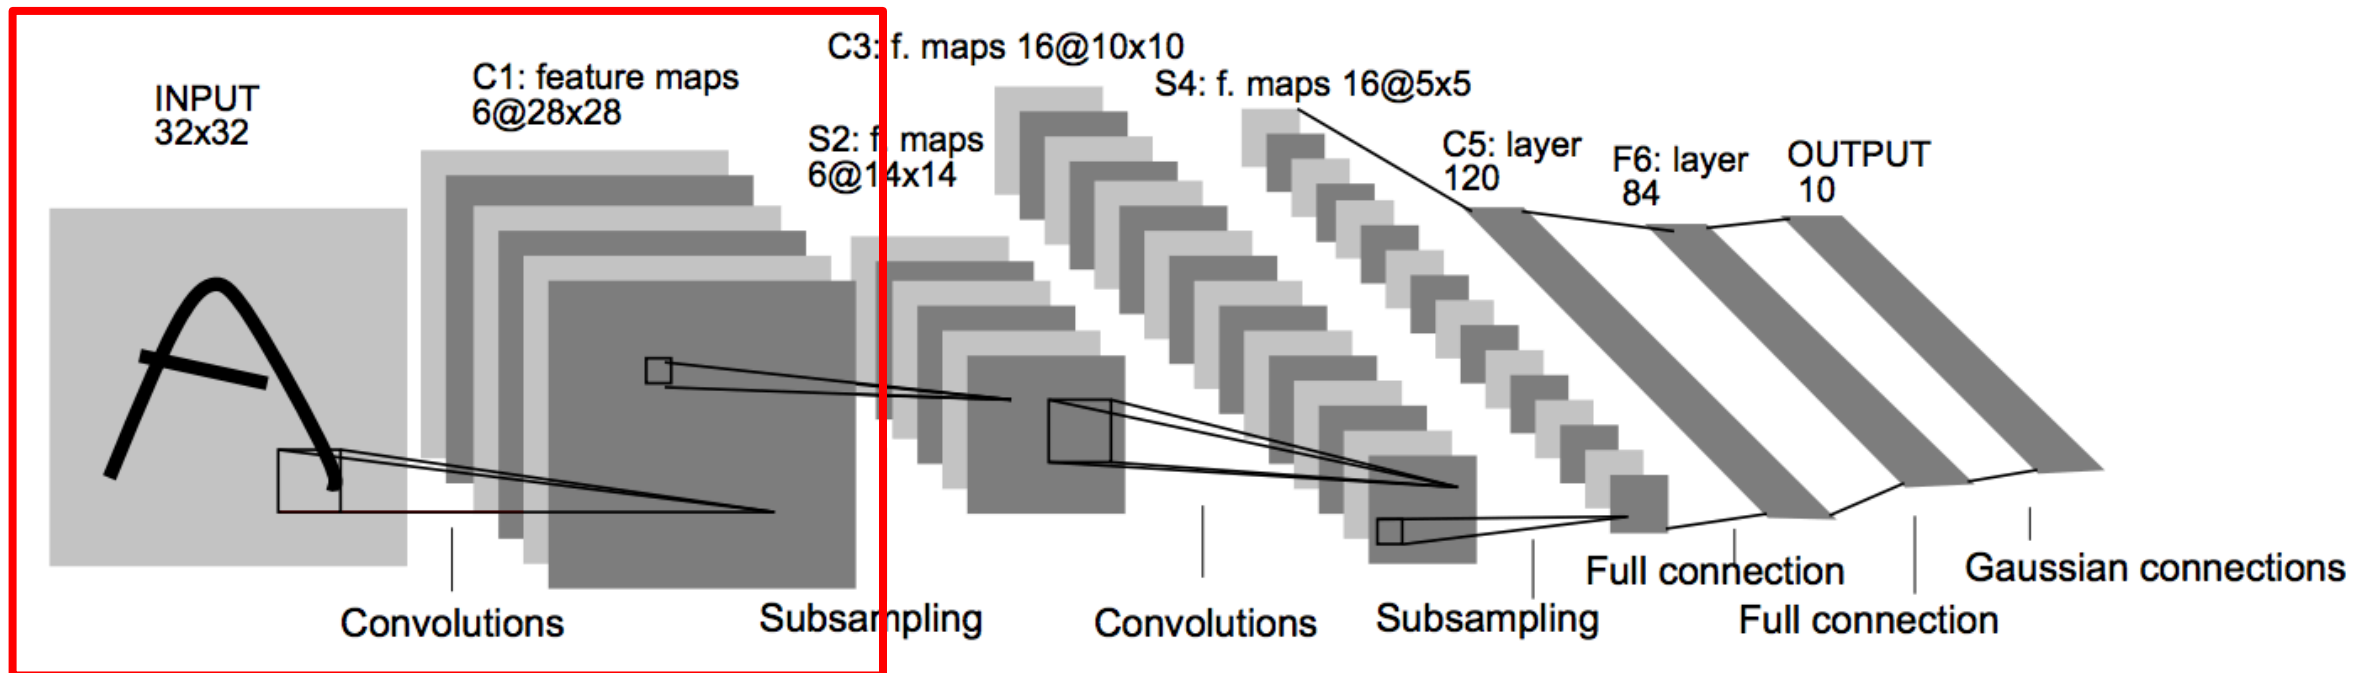 INPUT
32x32
C1: feature maps
6@28x28
C3: f. maps 16@10x10
S2: f. maps
6@14x14
S4: f. maps 16@5x5
C5: layer
120
F6: layer
84
OUTPUT
10
Convolutions
Subsampling
Convolutions
Subsampling
Full connection
Full connection
Gaussian connections